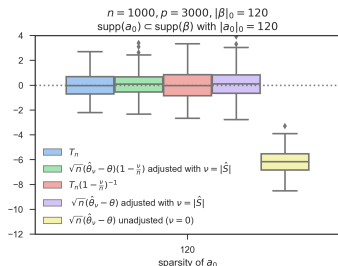 n = 1000, p = 3000, |β|₀ = 120
supp(a₀) ⊂ supp(β) with |a₀|₀ = 120
4
2
0
−2
−4
−6
−8
−10
−12
Tₙ
√n(θ̂ᵥ − θ)(1 − ν/n) adjusted with ν = |Ŝ|
Tₙ(1 − ν/n)⁻¹
√n(θ̂ᵥ − θ) adjusted with ν = |Ŝ|
√n(θ̂ᵥ − θ) unadjusted (ν = 0)
120
sparsity of a₀